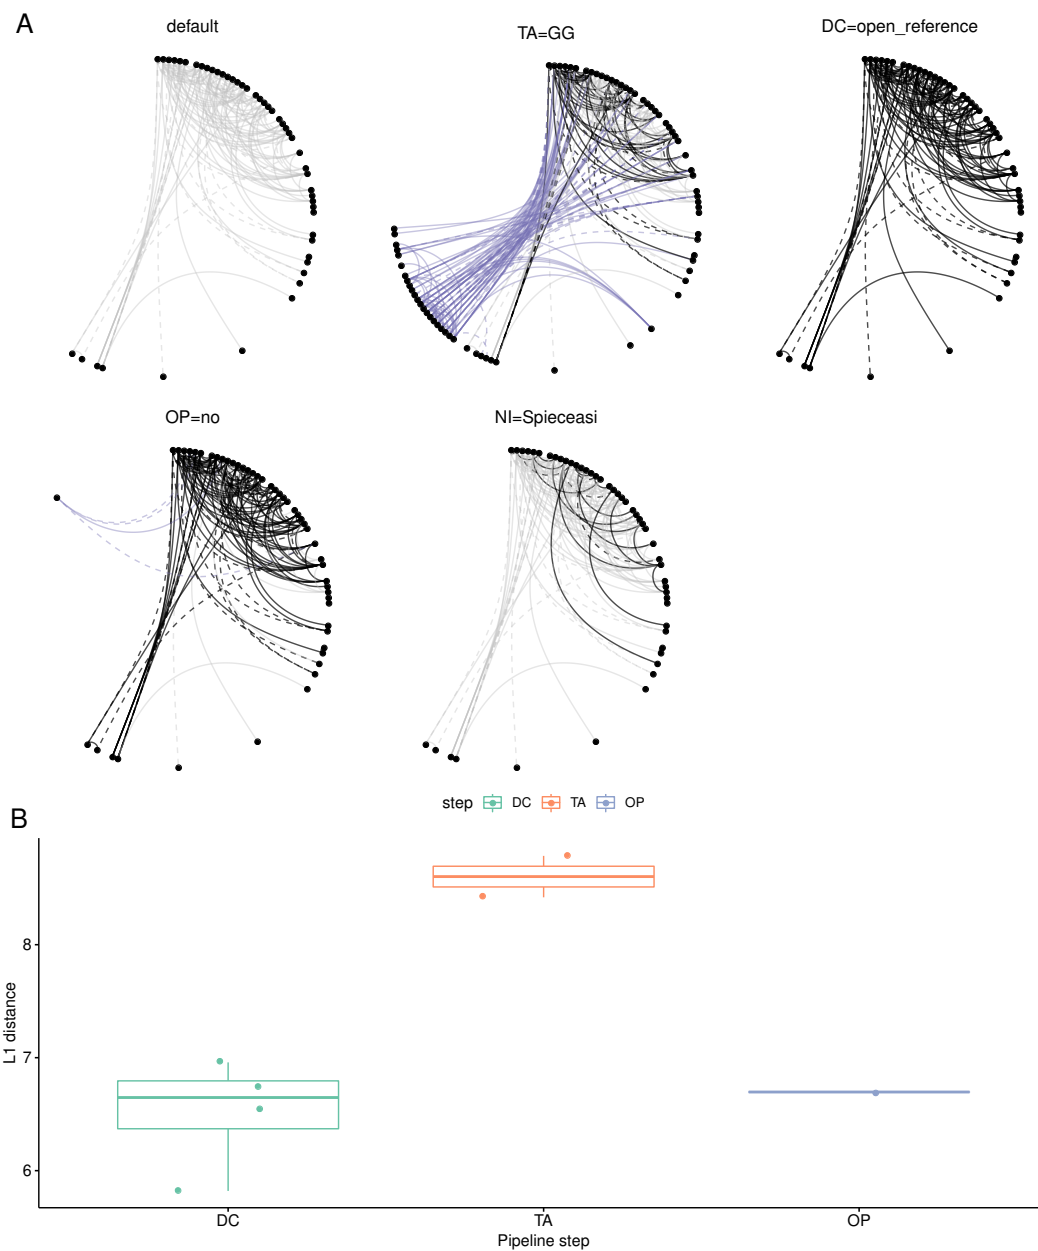 A
default
TA=GG
DC=open_reference
OP=no
NI=Spieceasi
step DC TA OP
B
8
7
6
L1 distance
DC TA OP
Pipeline step